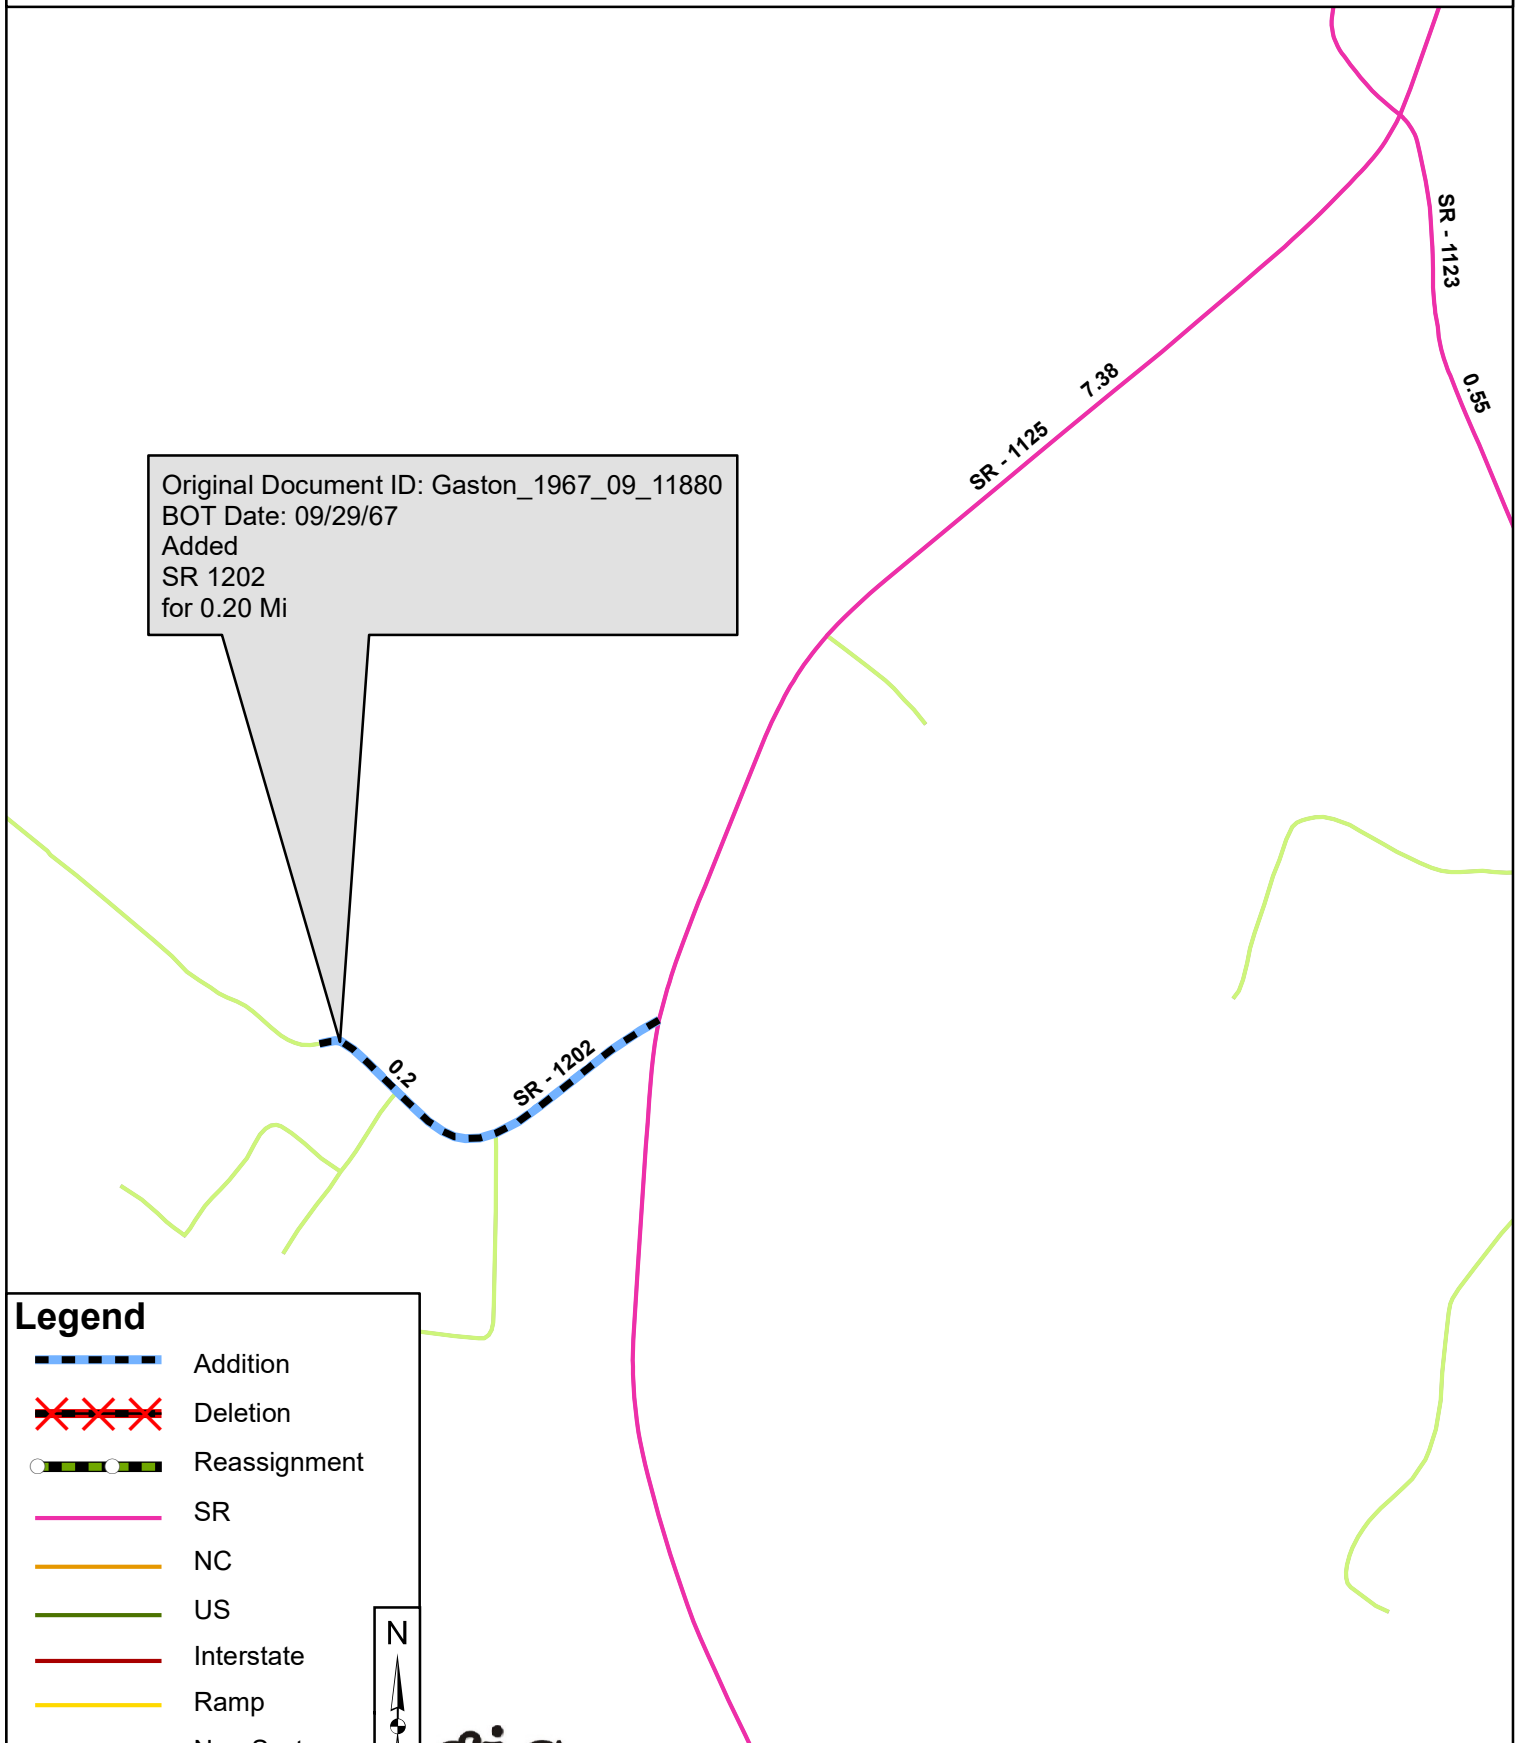 SR - 1123
0.55
7.38
SR - 1125
Original Document ID: Gaston_1967_09_11880
BOT Date: 09/29/67
Added
SR 1202
for 0.20 Mi
0.2
SR - 1202
Legend
Addition
Deletion
Reassignment
SR
NC
US
Interstate
Ramp
N